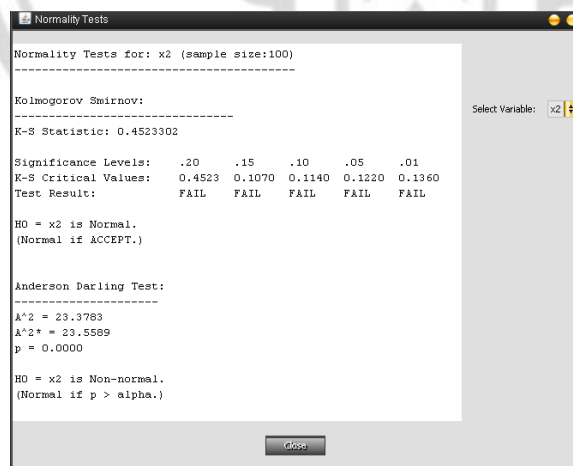 Normality Tests
Normality Tests for: x2 (sample size:100)
-----------------------------------------
Kolmogorov Smirnov:
--------------------------------
K-S Statistic: 0.4523302
Significance Levels: .20 .15 .10 .05 .01
K-S Critical Values: 0.4523 0.1070 0.1140 0.1220 0.1360
Test Result: FAIL FAIL FAIL FAIL FAIL
H0 = x2 is Normal.
(Normal if ACCEPT.)
Anderson Darling Test:
---------------------
A^2 = 23.3783
A^2* = 23.5589
p = 0.0000
H0 = x2 is Non-normal.
(Normal if p > alpha.)
Select Variable: x2
Close